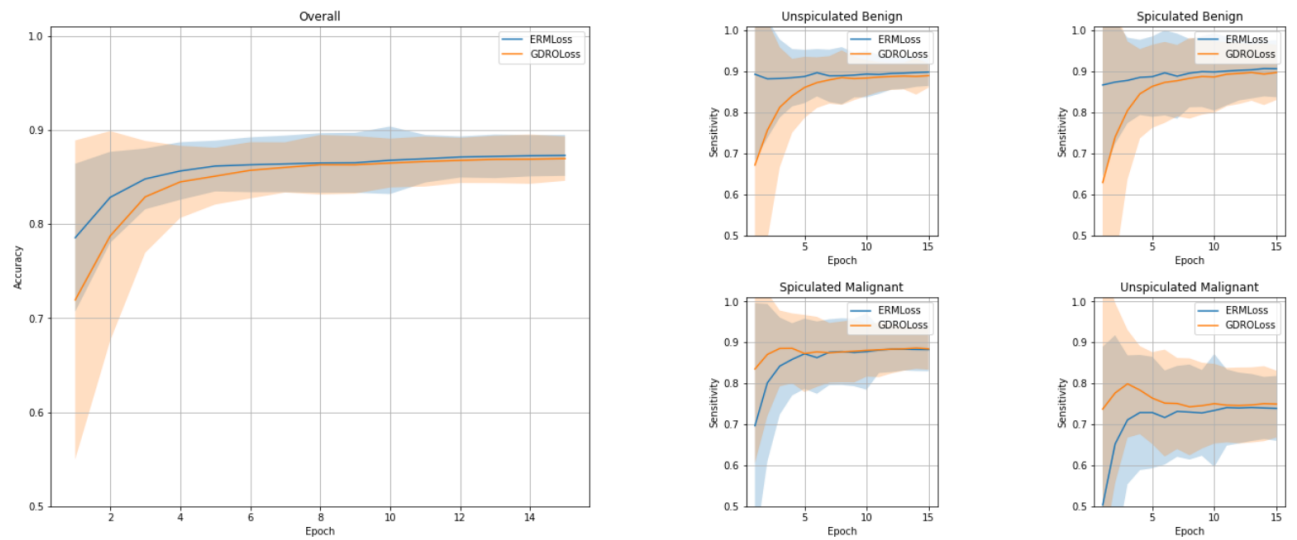 Overall
ERMLoss
GDROLoss
Accuracy
1.0
0.9
0.8
0.7
0.6
0.5
2
4
6
8
10
12
14
Epoch
Unspiculated Benign
ERMLoss
GDROLoss
Sensitivity
1.0
0.9
0.8
0.7
0.6
0.5
5
10
15
Epoch
Spiculated Benign
ERMLoss
GDROLoss
Sensitivity
1.0
0.9
0.8
0.7
0.6
0.5
5
10
15
Epoch
Spiculated Malignant
ERMLoss
GDROLoss
Sensitivity
1.0
0.9
0.8
0.7
0.6
0.5
5
10
15
Epoch
Unspiculated Malignant
ERMLoss
GDROLoss
Sensitivity
1.0
0.9
0.8
0.7
0.6
0.5
5
10
15
Epoch